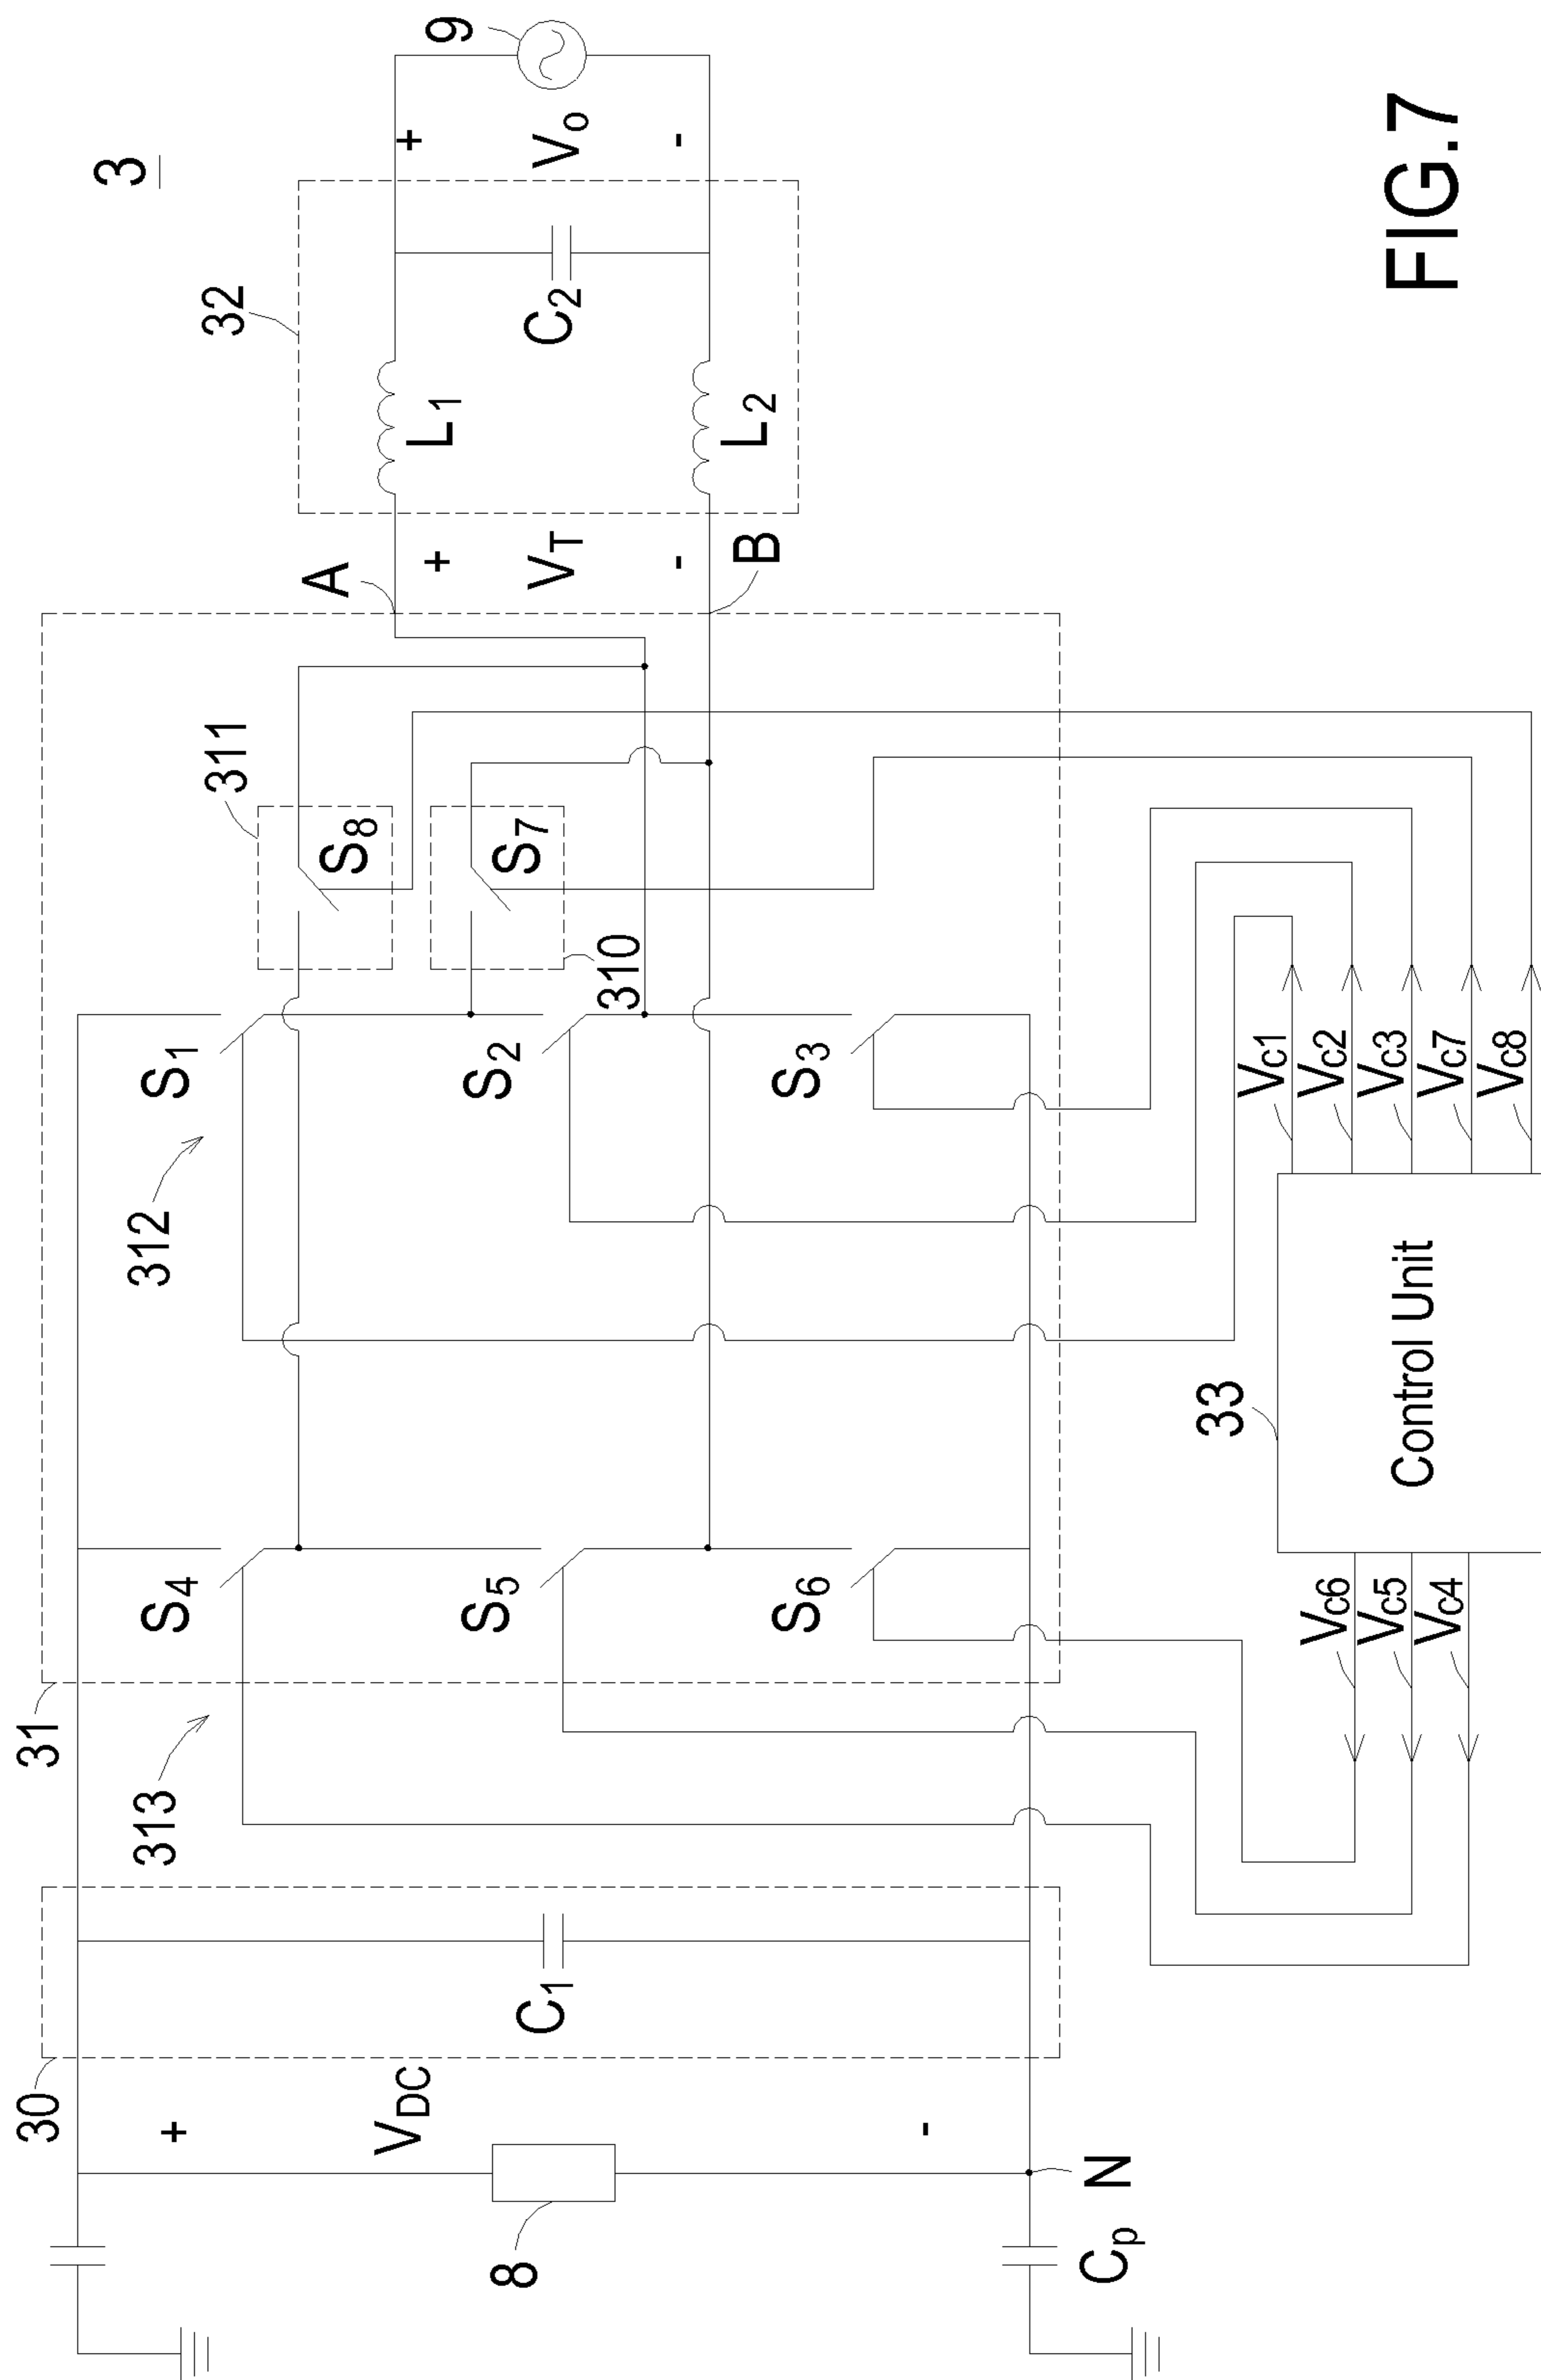 3
30
31
313
312
311
32
9
+
VDC
-
8
C1
N
Cp
S4
S5
S6
S1
S2
S3
S8
S7
310
A
+
VT
-
B
L1
L2
C2
+
Vo
-
33
Control Unit
Vc6
Vc5
Vc4
Vc1
Vc2
Vc3
Vc7
Vc8
FIG.7